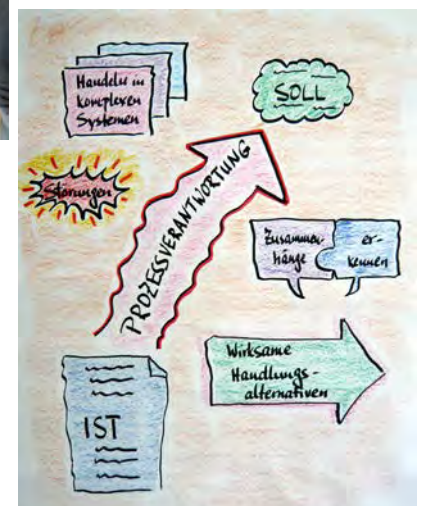 Handeln in
komplexen
Systemen
SOLL
Störungen
PROZESSVERANTWORTUNG
Zusammen-
hänge
er-
kennen
Wirksame
Handlungs-
alternativen
IST